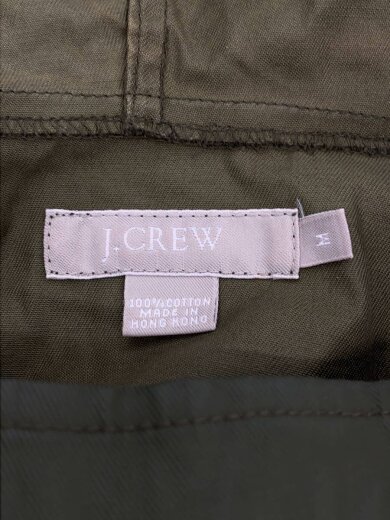 J.CREW
M
100% COTTON
MADE IN
HONG KONG